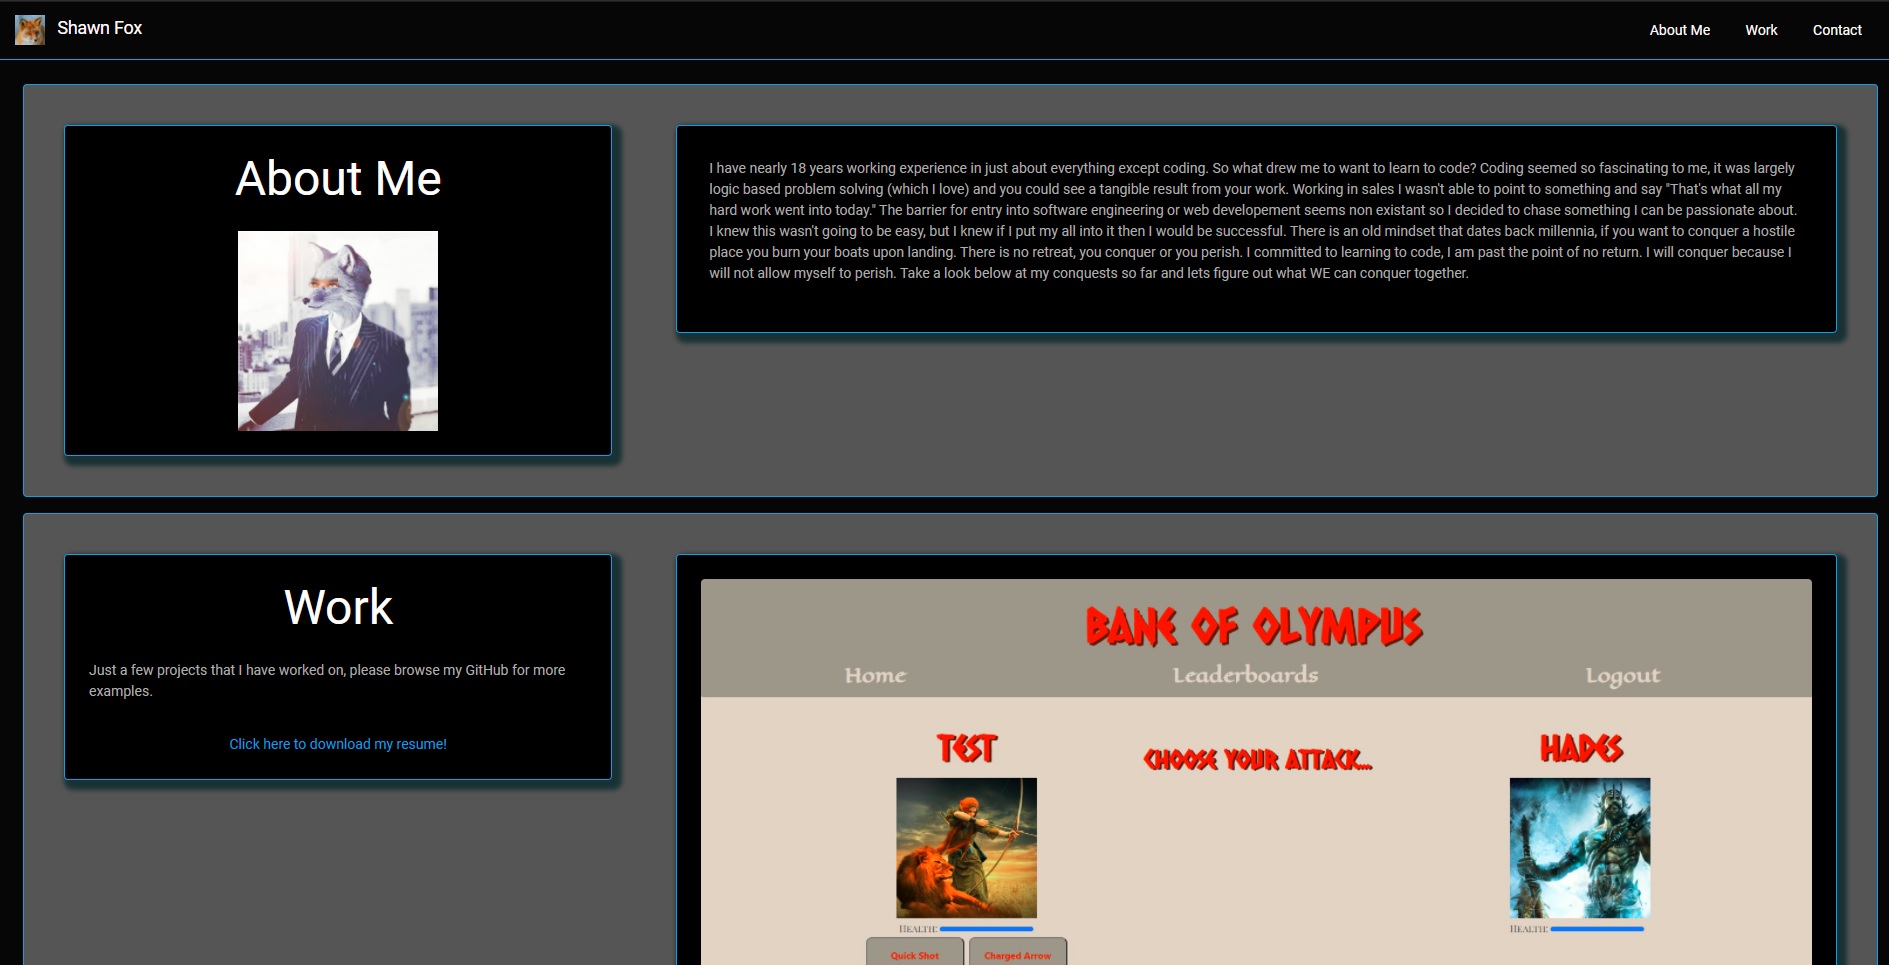 Shawn Fox
About Me
Work
Contact
About Me
I have nearly 18 years working experience in just about everything except coding. So what drew me to want to learn to code? Coding seemed so fascinating to me, it was largely
logic based problem solving (which I love) and you could see a tangible result from your work. Working in sales I wasn't able to point to something and say "That's what all my
hard work went into today." The barrier for entry into software engineering or web developement seems non existant so I decided to chase something I can be passionate about.
I knew this wasn't going to be easy, but I knew if I put my all into it then I would be successful. There is an old mindset that dates back millennia, if you want to conquer a hostile
place you burn your boats upon landing. There is no retreat, you conquer or you perish. I committed to learning to code, I am past the point of no return. I will conquer because I
will not allow myself to perish. Take a look below at my conquests so far and lets figure out what WE can conquer together.
Work
Just a few projects that I have worked on, please browse my GitHub for more
examples.
Click here to download my resume!
BANE OF OLYMPUS
Home
Leaderboards
Logout
TEST
CHOOSE YOUR ATTACK...
HADES
HEALTH:
HEALTH:
Quick Shot
Charged Arrow